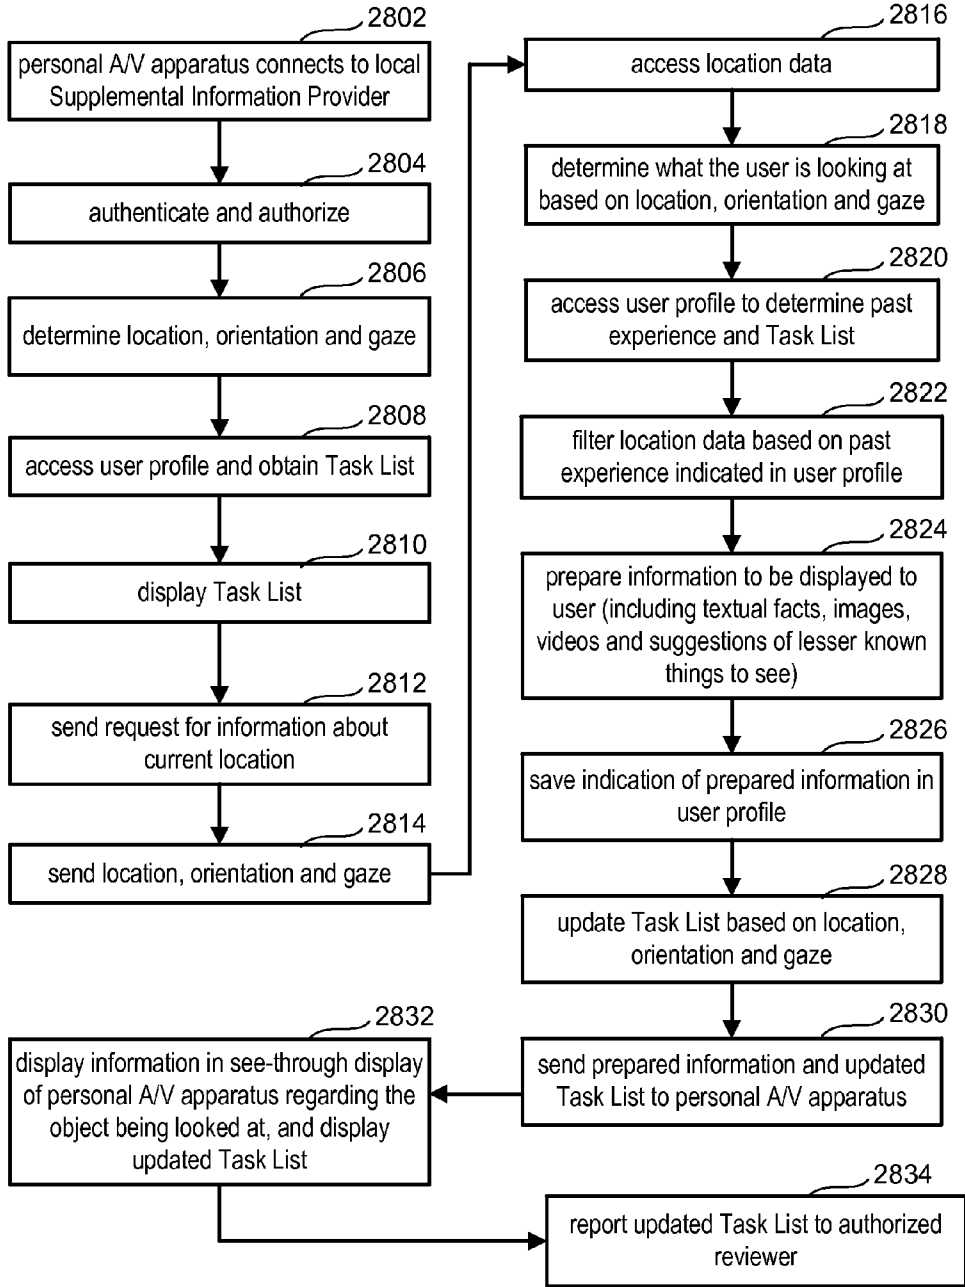 2802
personal A/V apparatus connects to local
Supplemental Information Provider
2804
authenticate and authorize
2806
determine location, orientation and gaze
2808
access user profile and obtain Task List
2810
display Task List
2812
send request for information about
current location
2814
send location, orientation and gaze
2816
access location data
2818
determine what the user is looking at
based on location, orientation and gaze
2820
access user profile to determine past
experience and Task List
2822
filter location data based on past
experience indicated in user profile
2824
prepare information to be displayed to
user (including textual facts, images,
videos and suggestions of lesser known
things to see)
2826
save indication of prepared information in
user profile
2828
update Task List based on location,
orientation and gaze
2830
send prepared information and updated
Task List to personal A/V apparatus
2832
display information in see-through display
of personal A/V apparatus regarding the
object being looked at, and display
updated Task List
2834
report updated Task List to authorized
reviewer